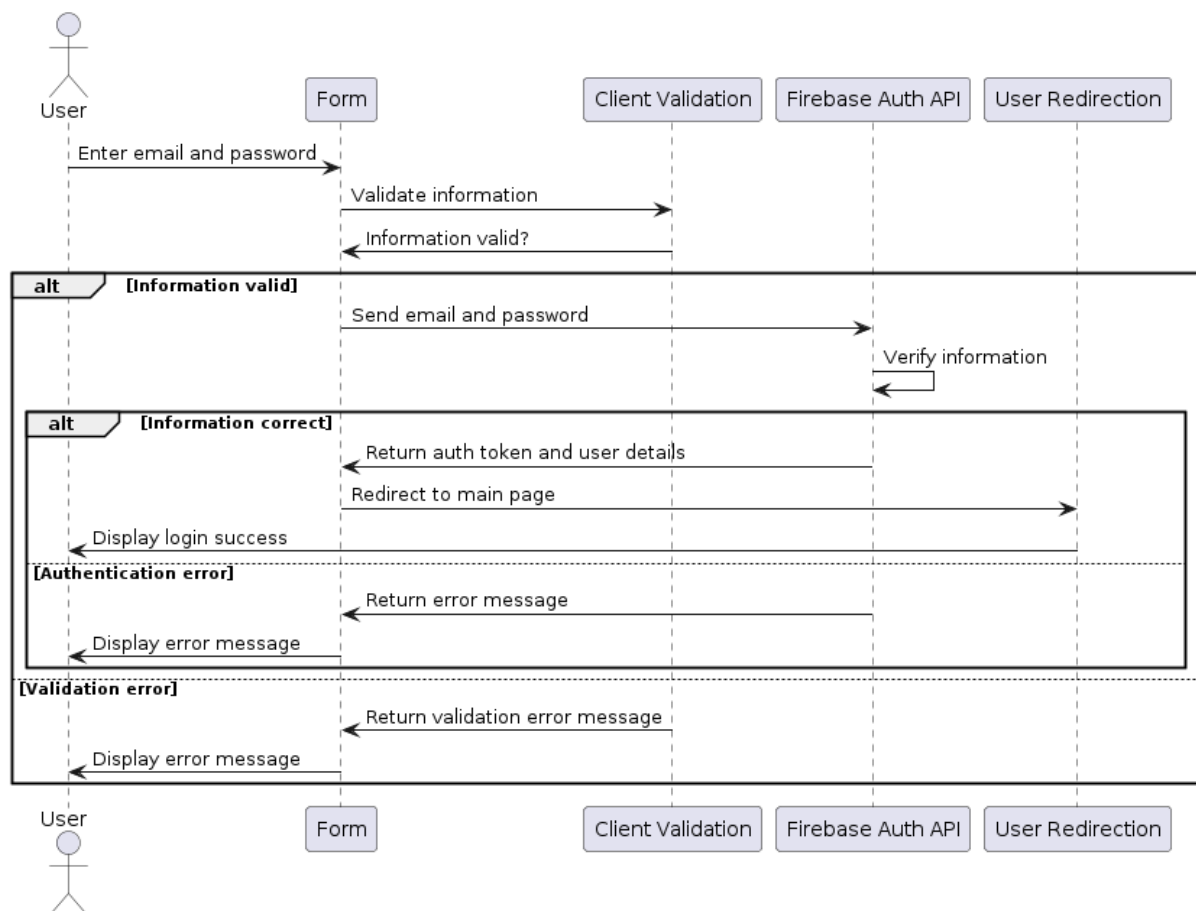 User
Form
Client Validation
Firebase Auth API
User Redirection
Enter email and password
Validate information
Information valid?
alt
[Information valid]
Send email and password
Verify information
alt
[Information correct]
Return auth token and user details
Redirect to main page
Display login success
[Authentication error]
Return error message
Display error message
[Validation error]
Return validation error message
Display error message
User
Form
Client Validation
Firebase Auth API
User Redirection